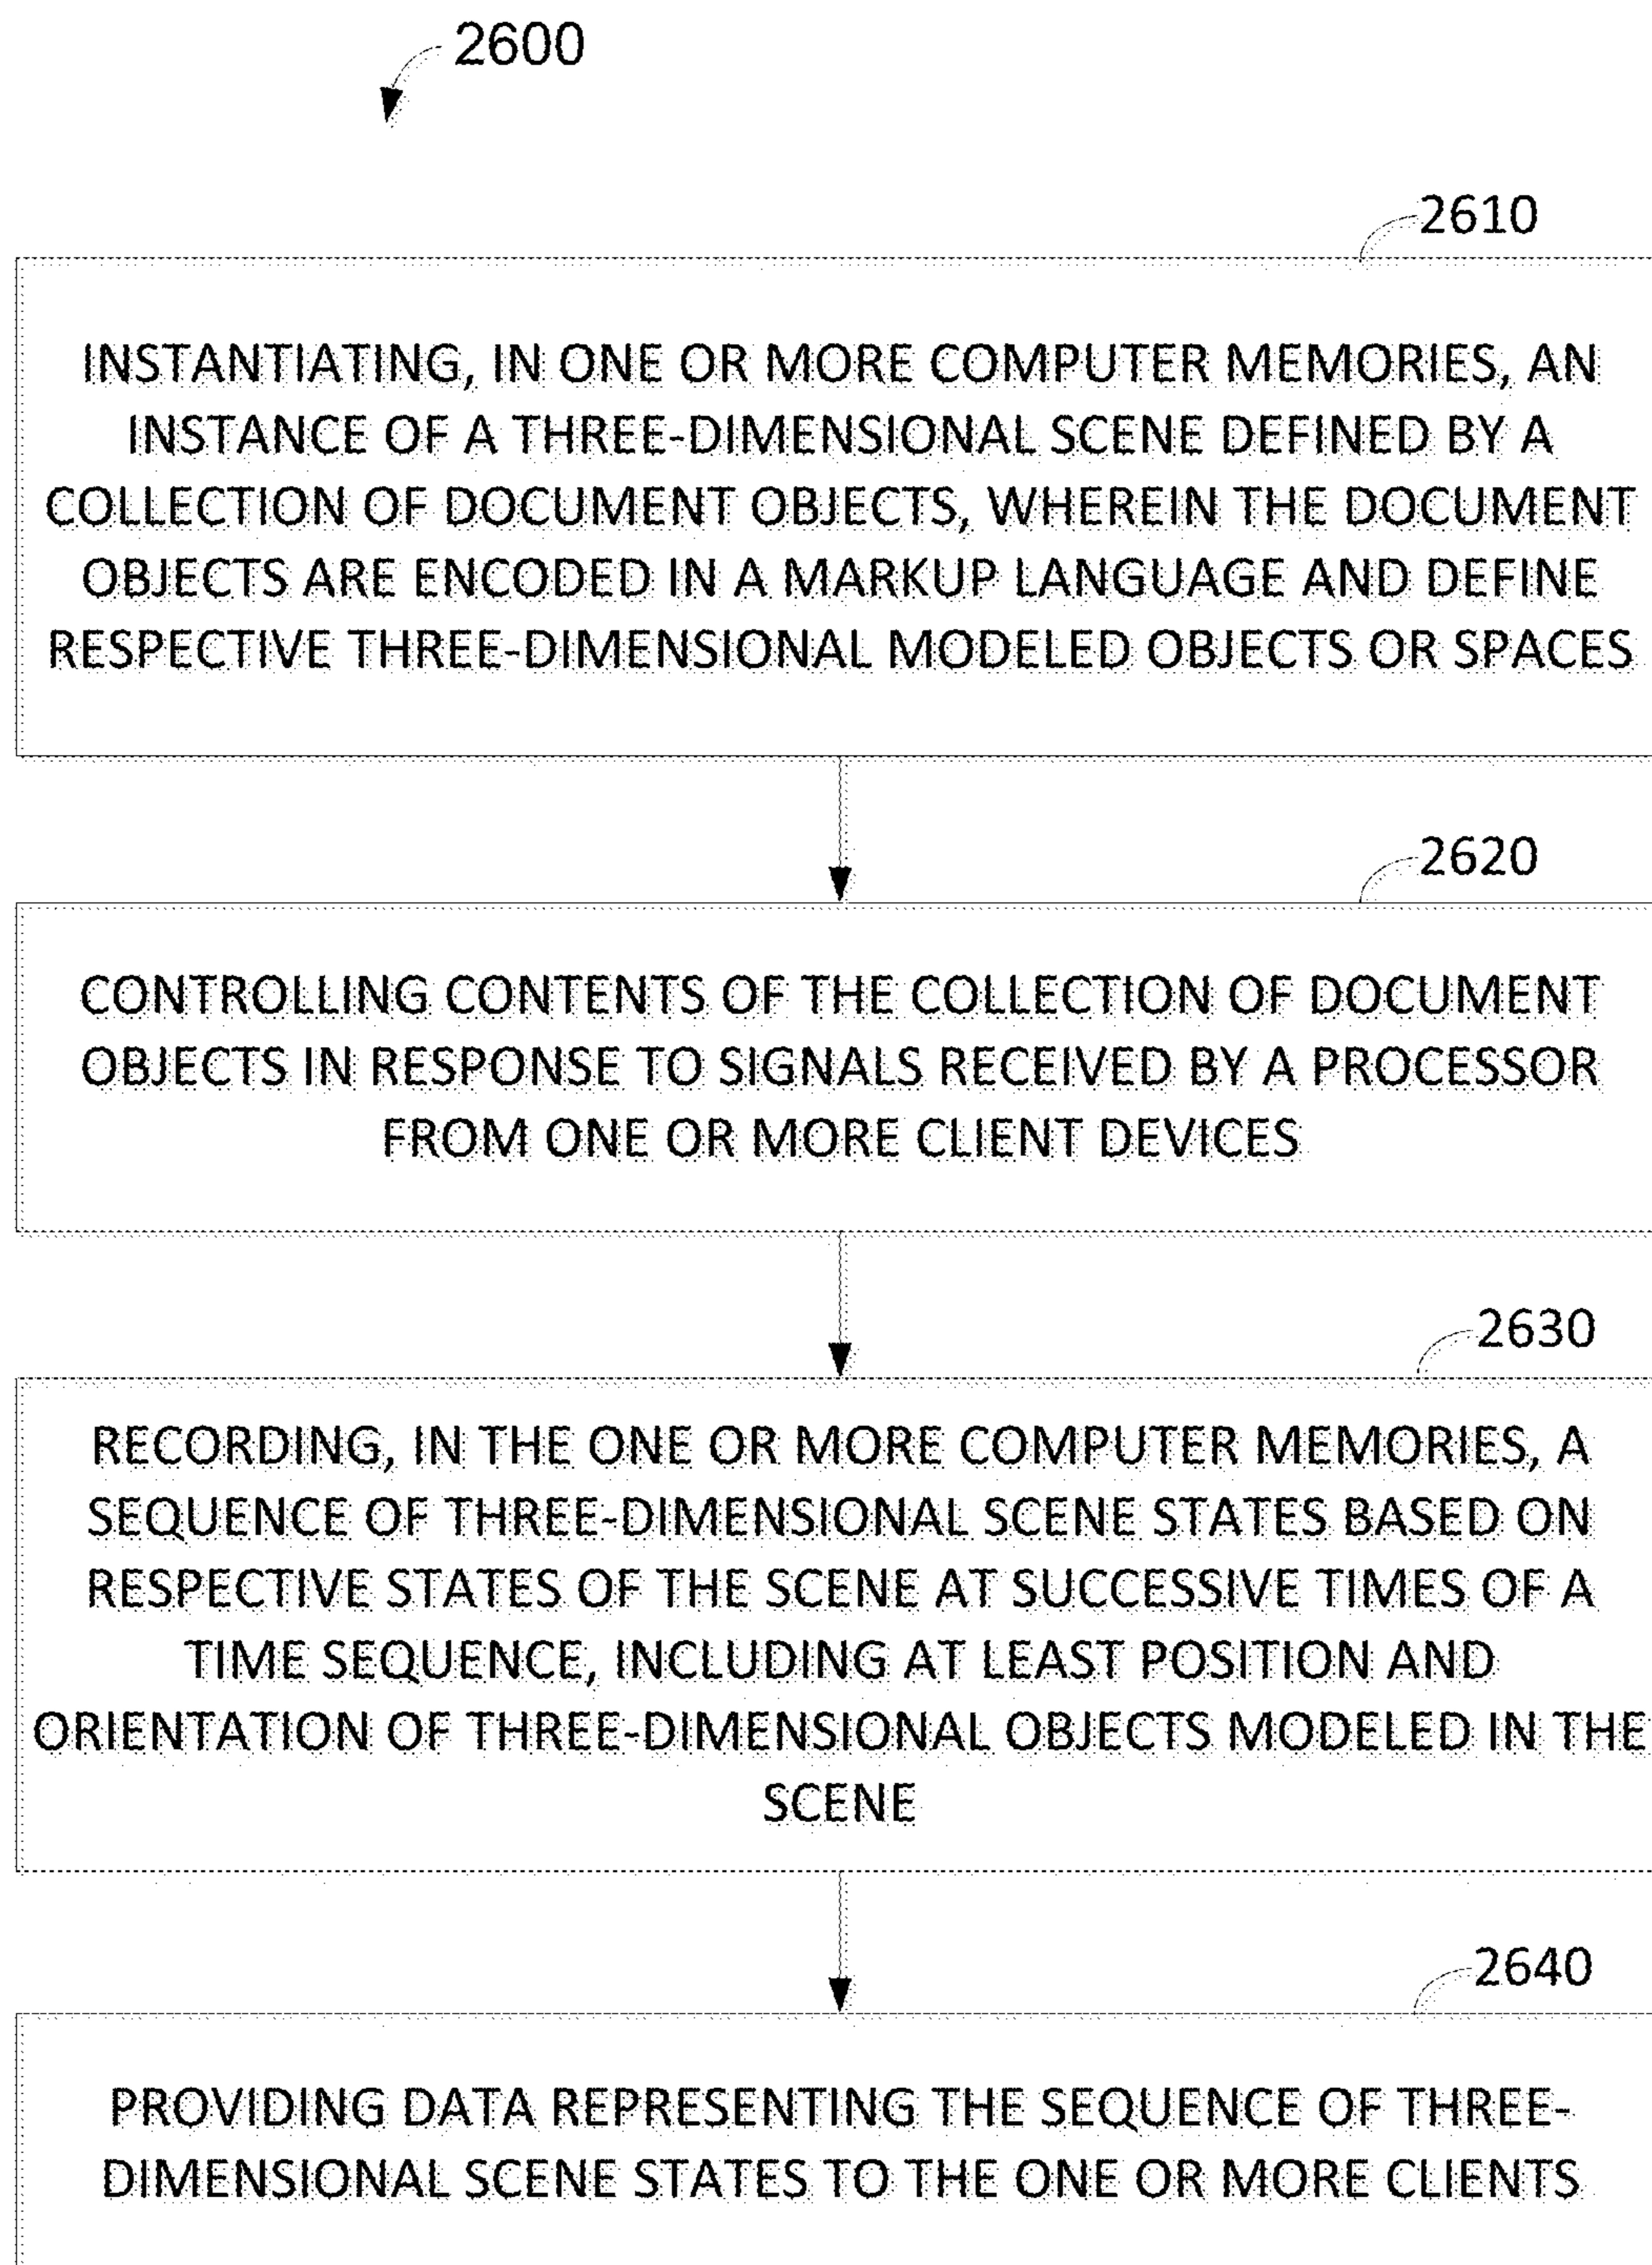 2600
2610
INSTANTIATING, IN ONE OR MORE COMPUTER MEMORIES, AN
INSTANCE OF A THREE-DIMENSIONAL SCENE DEFINED BY A
COLLECTION OF DOCUMENT OBJECTS, WHEREIN THE DOCUMENT
OBJECTS ARE ENCODED IN A MARKUP LANGUAGE AND DEFINE
RESPECTIVE THREE-DIMENSIONAL MODELED OBJECTS OR SPACES
2620
CONTROLLING CONTENTS OF THE COLLECTION OF DOCUMENT
OBJECTS IN RESPONSE TO SIGNALS RECEIVED BY A PROCESSOR
FROM ONE OR MORE CLIENT DEVICES
2630
RECORDING, IN THE ONE OR MORE COMPUTER MEMORIES, A
SEQUENCE OF THREE-DIMENSIONAL SCENE STATES BASED ON
RESPECTIVE STATES OF THE SCENE AT SUCCESSIVE TIMES OF A
TIME SEQUENCE, INCLUDING AT LEAST POSITION AND
ORIENTATION OF THREE-DIMENSIONAL OBJECTS MODELED IN THE
SCENE
2640
PROVIDING DATA REPRESENTING THE SEQUENCE OF THREE-
DIMENSIONAL SCENE STATES TO THE ONE OR MORE CLIENTS